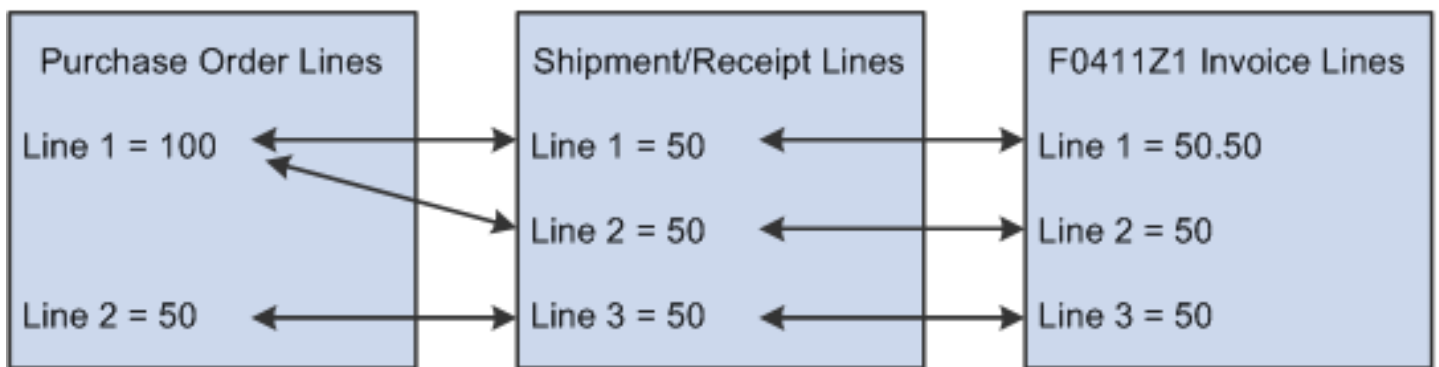 Purchase Order Lines
Line 1 = 100
Line 2 = 50
Shipment/Receipt Lines
Line 1 = 50
Line 2 = 50
Line 3 = 50
F0411Z1 Invoice Lines
Line 1 = 50.50
Line 2 = 50
Line 3 = 50